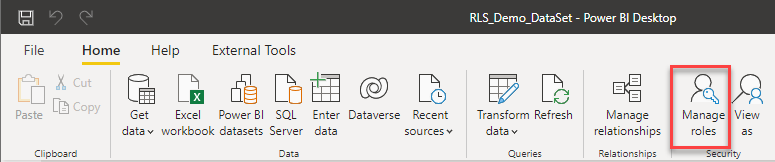 RLS_Demo_DataSet - Power BI Desktop
File Home Help External Tools
Paste
Cut
Copy
Get data
Excel workbook
Power BI datasets
SQL Server
Enter data
Dataverse
Recent sources
Transform data
Refresh
Manage relationships
Manage roles
View as
Clipboard Data Queries Relationships Security